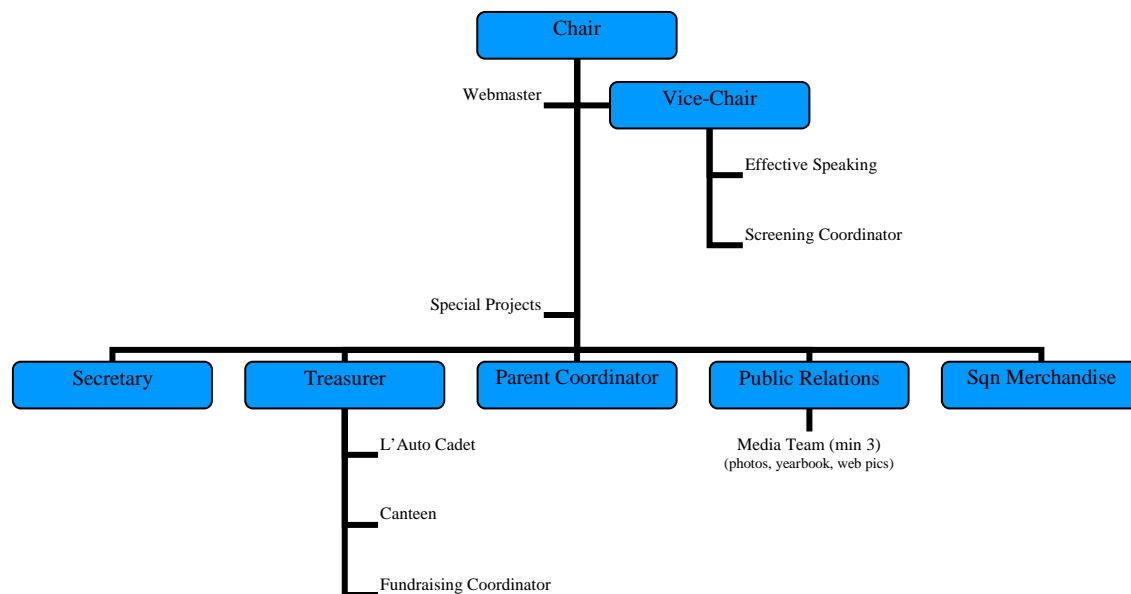 Chair
Webmaster
Vice-Chair
Effective Speaking
Screening Coordinator
Special Projects
Secretary
Treasurer
Parent Coordinator
Public Relations
Sqn Merchandise
L’Auto Cadet
Media Team (min 3)
(photos, yearbook, web pics)
Canteen
Fundraising Coordinator